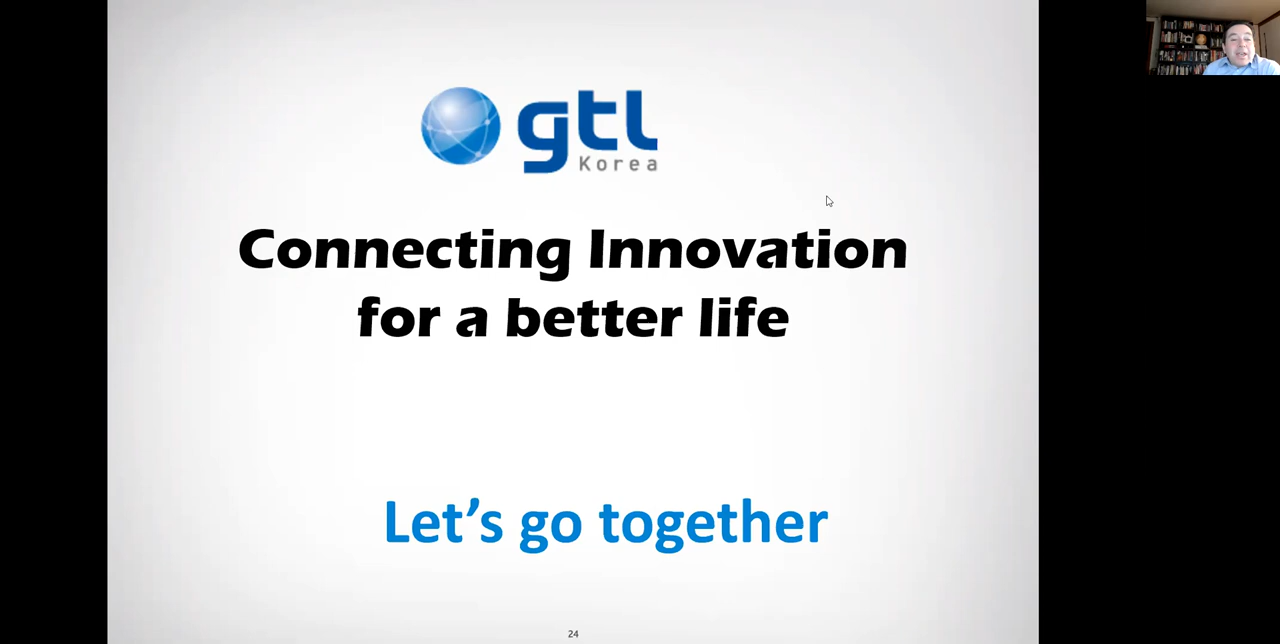 gtl
Korea
Connecting Innovation
for a better life
Let's go together
24